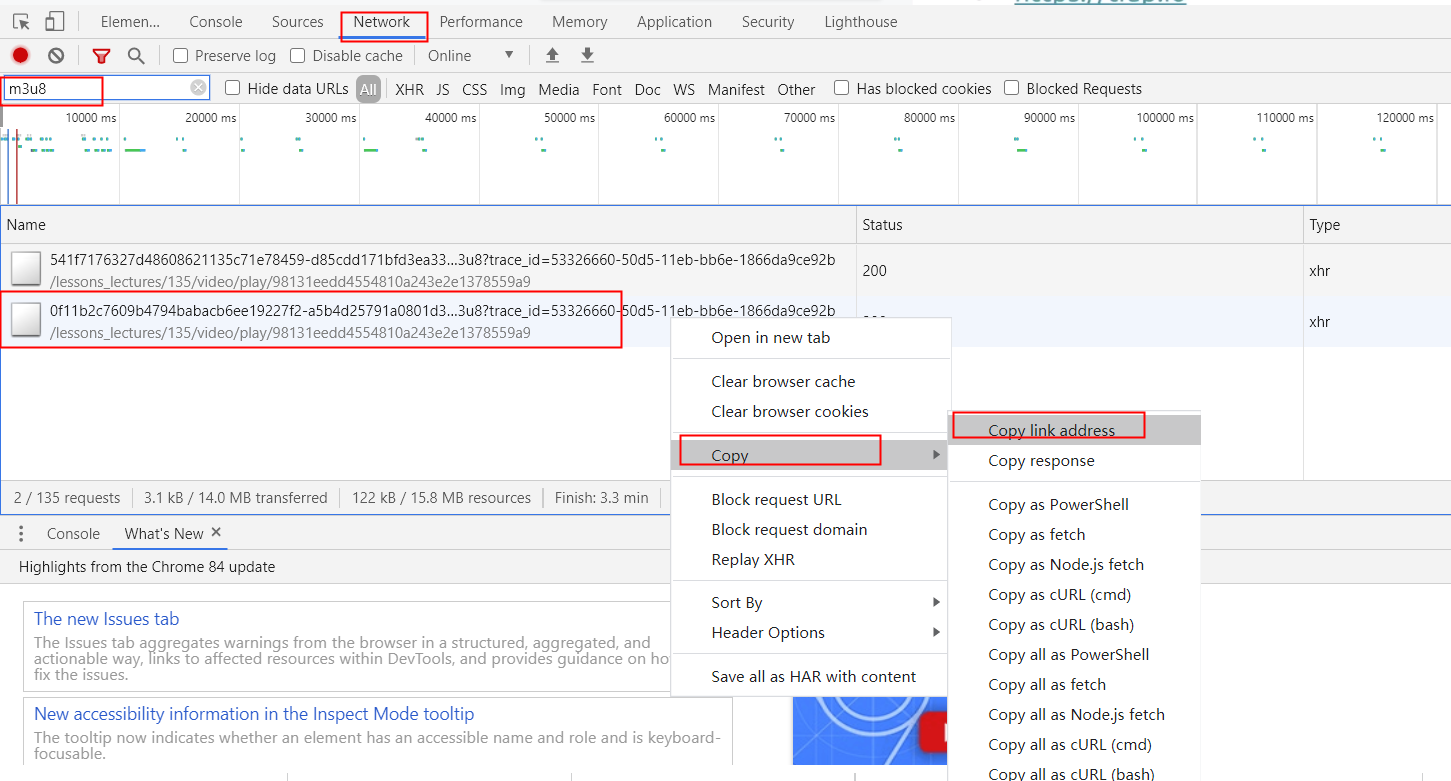 Elemen... Console Sources Network Performance Memory Application Security Lighthouse
Preserve log Disable cache Online
m3u8 Hide data URLs All XHR JS CSS Img Media Font Doc WS Manifest Other Has blocked cookies Blocked Requests
10000 ms 20000 ms 30000 ms 40000 ms 50000 ms 60000 ms 70000 ms 80000 ms 90000 ms 100000 ms 110000 ms 120000 ms
Name Status Type
541f7176327d48608621135c71e78459-d85cdd171bfd3ea33...3u8?trace_id=53326660-50d5-11eb-bb6e-1866da9ce92b 200 xhr
/lessons_lectures/135/video/play/98131eedd4554810a243e2e1378559a9
0f11b2c7609b4794babacb6ee19227f2-a5b4d25791a0801d3...3u8?trace_id=53326660-50d5-11eb-bb6e-1866da9ce92b xhr
/lessons_lectures/135/video/play/98131eedd4554810a243e2e1378559a9
Open in new tab
Clear browser cache
Clear browser cookies
Copy
Block request URL
Block request domain
Replay XHR
Sort By
Header Options
Save all as HAR with content
Copy link address
Copy response
Copy as PowerShell
Copy as fetch
Copy as Node.js fetch
Copy as cURL (cmd)
Copy as cURL (bash)
Copy all as PowerShell
Copy all as fetch
Copy all as Node.js fetch
Copy all as cURL (cmd)
Copy all as cURL (bash)
2 / 135 requests 3.1 kB / 14.0 MB transferred 122 kB / 15.8 MB resources Finish: 3.3 min
Console What's New
Highlights from the Chrome 84 update
The new Issues tab
The Issues tab aggregates warnings from the browser in a structured, aggregated, and
actionable way, links to affected resources within DevTools, and provides guidance on ho
fix the issues.
New accessibility information in the Inspect Mode tooltip
The tooltip now indicates whether an element has an accessible name and role and is keyboard-
focusable.